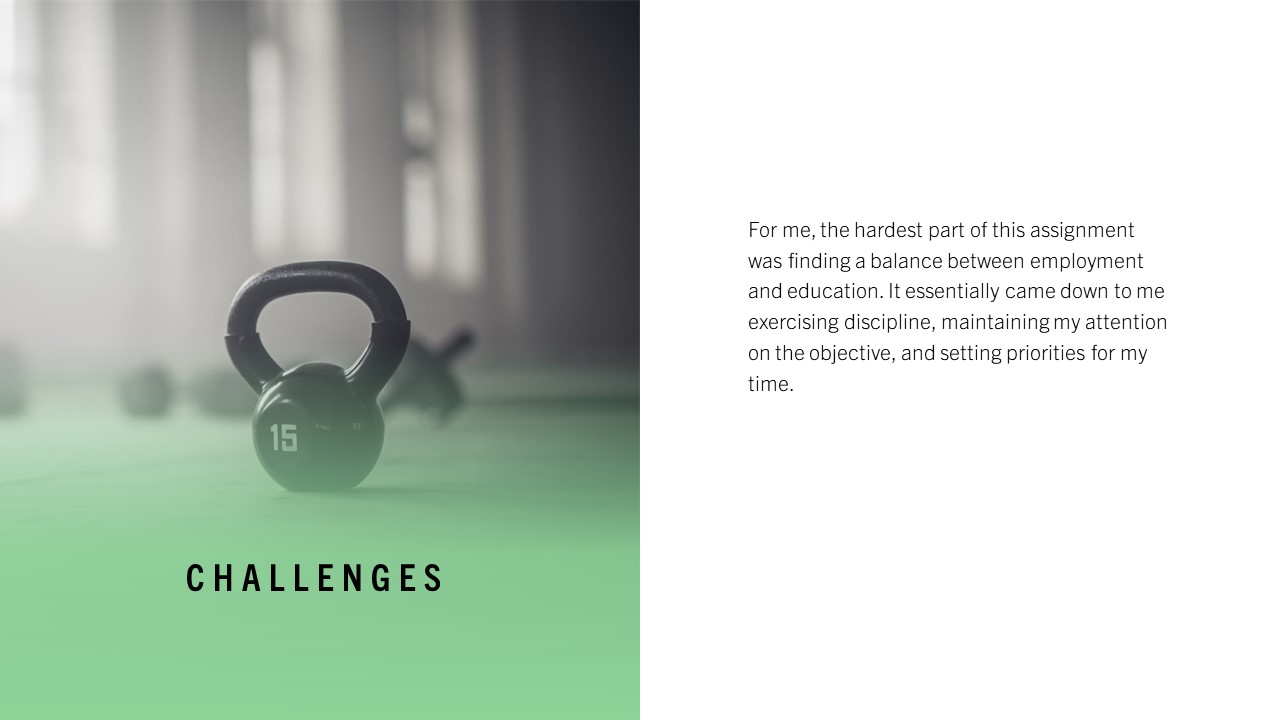 15
CHALLENGES
For me, the hardest part of this assignment
was finding a balance between employment
and education. It essentially came down to me
exercising discipline, maintaining my attention
on the objective, and setting priorities for my
time.